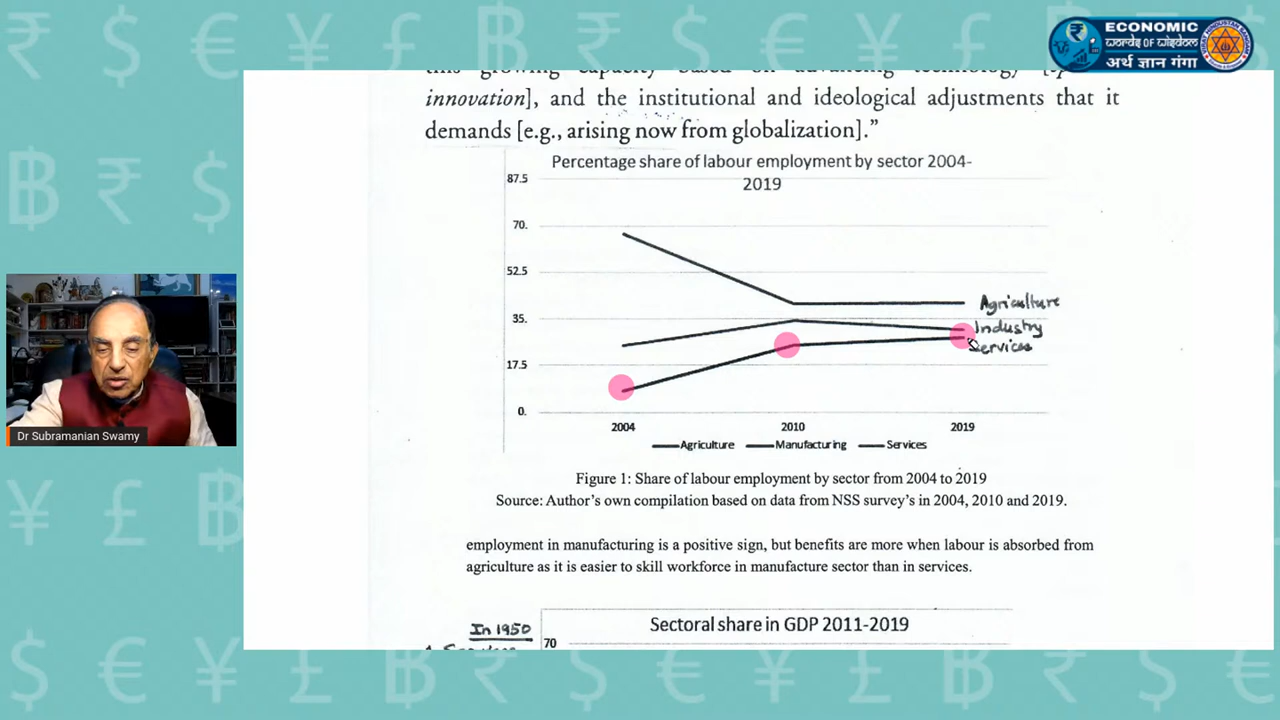 ECONOMIC
WORDS OF WISDOM
अर्थ ज्ञान गंगा
innovation], and the institutional and ideological adjustments that it
demands [e.g., arising now from globalization].”
Percentage share of labour employment by sector 2004-
2019
87.5
70.
52.5
35.
17.5
0.
Agriculture
Industry
Services
2004 2010 2019
Agriculture Manufacturing Services
Figure 1: Share of labour employment by sector from 2004 to 2019
Source: Author’s own compilation based on data from NSS survey’s in 2004, 2010 and 2019.
employment in manufacturing is a positive sign, but benefits are more when labour is absorbed from
agriculture as it is easier to skill workforce in manufacture sector than in services.
In 1950
Sectoral share in GDP 2011-2019
70
Dr Subramanian Swamy